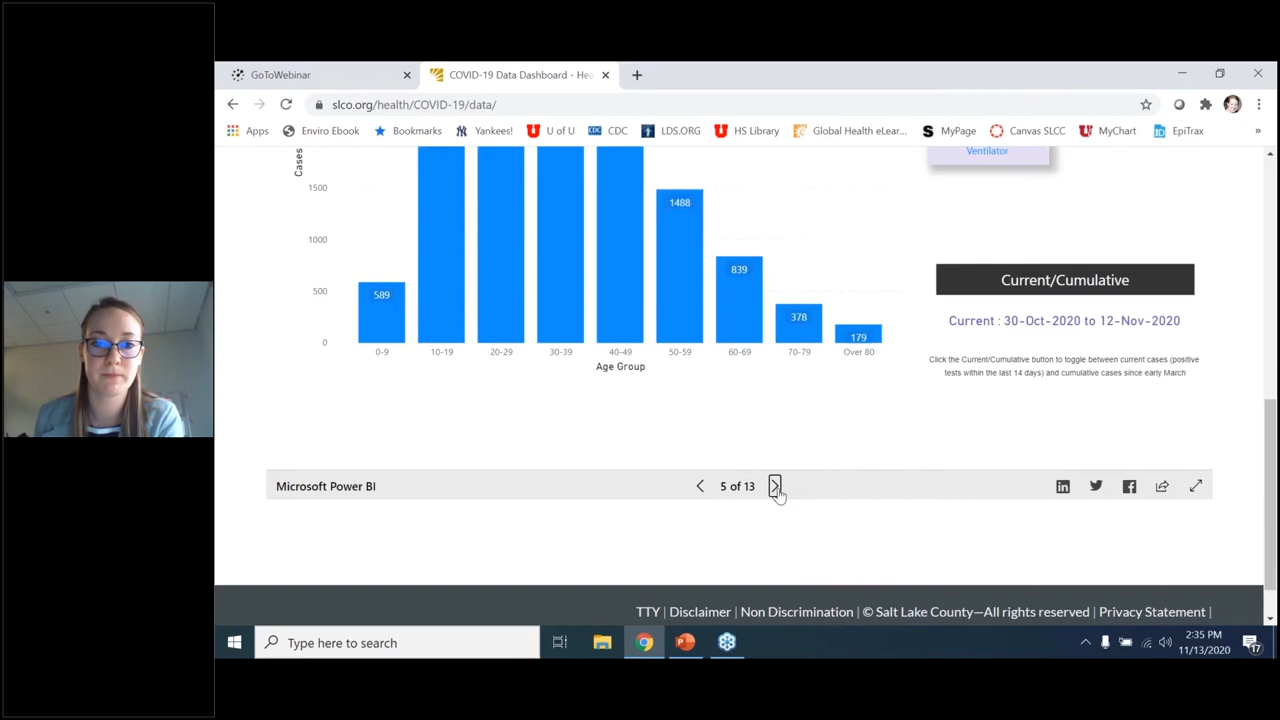 GoToWebinar
COVID-19 Data Dashboard - Hea
slco.org/health/COVID-19/data/
Apps Enviro Ebook Bookmarks Yankees! U of U CDC LDS.ORG HS Library Global Health eLear... MyPage Canvas SLCC MyChart EpiTrax »
Ventilator
Cases
1500
1000
500
0
589
1488
839
378
179
0-9 10-19 20-29 30-39 40-49 50-59 60-69 70-79 Over 80
Age Group
Current/Cumulative
Current : 30-Oct-2020 to 12-Nov-2020
Click the Current/Cumulative button to toggle between current cases (positive
tests within the last 14 days) and cumulative cases since early March
Microsoft Power BI
5 of 13
TTY | Disclaimer | Non Discrimination | © Salt Lake County—All rights reserved | Privacy Statement |
Type here to search
2:35 PM
11/13/2020
17